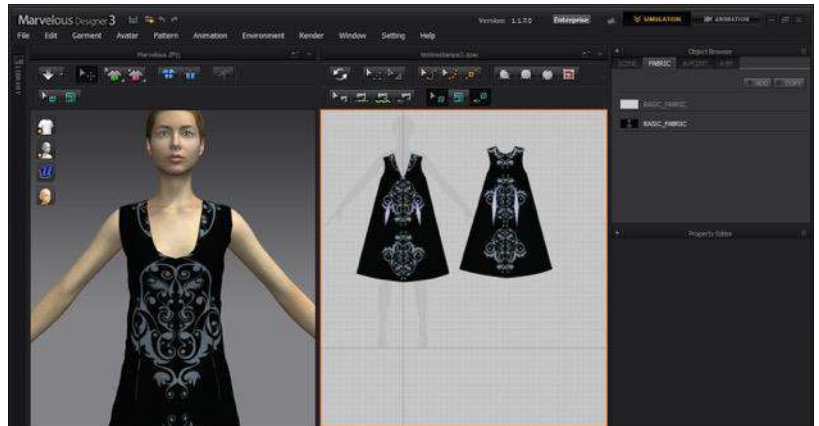 Marvelous Designer 3
Version: 1.1.7.0 Enterprise SIMULATION ANIMATION
File Edit Garment Avatar Pattern Animation Environment Render Window Setting Help
Object Browser
LIBRARY
FABRIC
ADD COPY
BASIC_FABRIC
BASIC_FABRIC
Property Editor